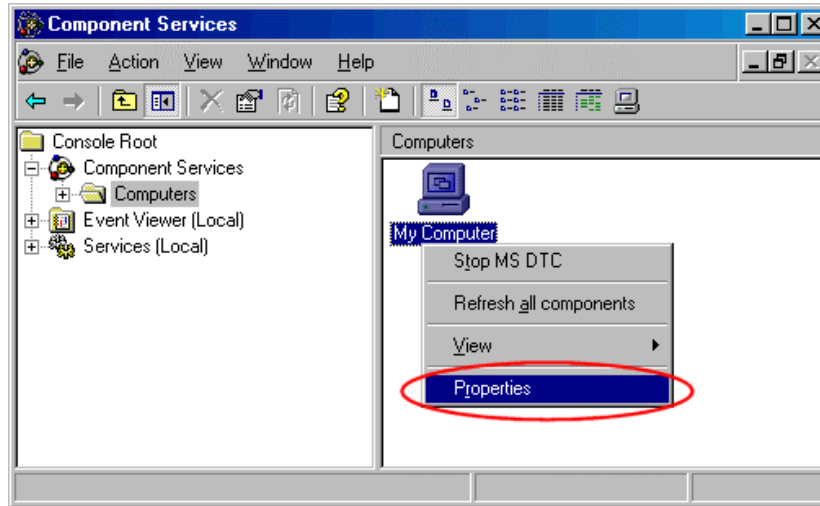 Component Services
File Action View Window Help
Console Root
Component Services
Computers
Event Viewer (Local)
Services (Local)
Computers
My Computer
Stop MS DTC
Refresh all components
View
Properties